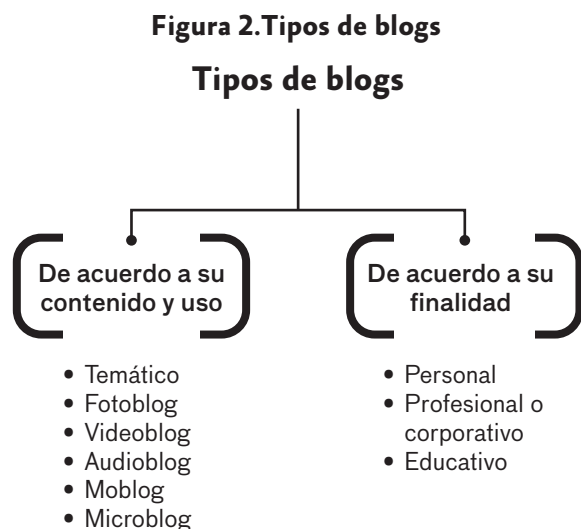 Figura 2.Tipos de blogs
Tipos de blogs
De acuerdo a su
contenido y uso
• Temático
• Fotoblog
• Videoblog
• Audioblog
• Moblog
• Microblog
De acuerdo a su
finalidad
• Personal
• Profesional o
corporativo
• Educativo